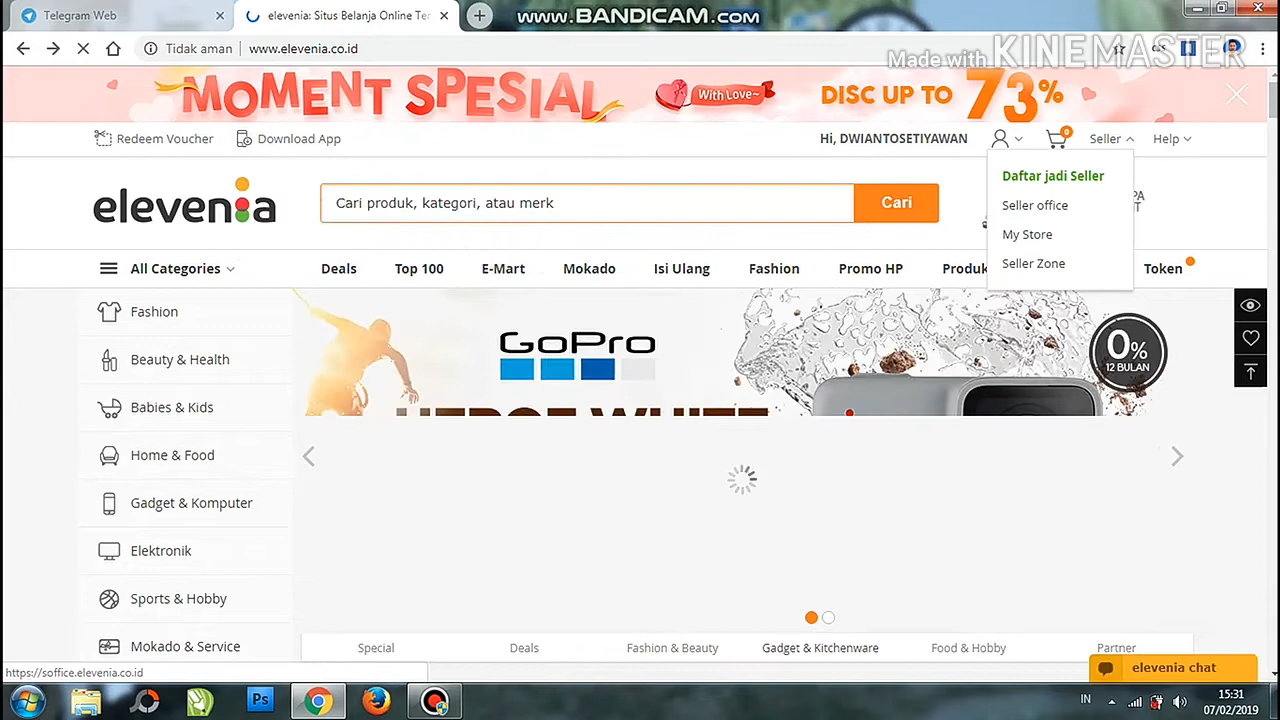 Telegram Web
elevenia: Situs Belanja Online Ter
www.BANDICAM.com
Tidak aman
www.elevenia.co.id
Made with KINEMASTER
MOMENT SPESIAL
With Love~
DISC UP TO 73%
Redeem Voucher
Download App
Hi, DWIANTOSETIYAWAN
0
Seller
Help
Daftar jadi Seller
Seller office
My Store
Seller Zone
elevenia
Cari produk, kategori, atau merk
Cari
All Categories
Deals
Top 100
E-Mart
Mokado
Isi Ulang
Fashion
Promo HP
Produk
Token
Fashion
Beauty & Health
Babies & Kids
Home & Food
Gadget & Komputer
Elektronik
Sports & Hobby
Mokado & Service
GoPro
0%
12 BULAN
Special
Deals
Fashion & Beauty
Gadget & Kitchenware
Food & Hobby
Partner
elevenia chat
https://soffice.elevenia.co.id
Ps
IN
15:31
07/02/2019